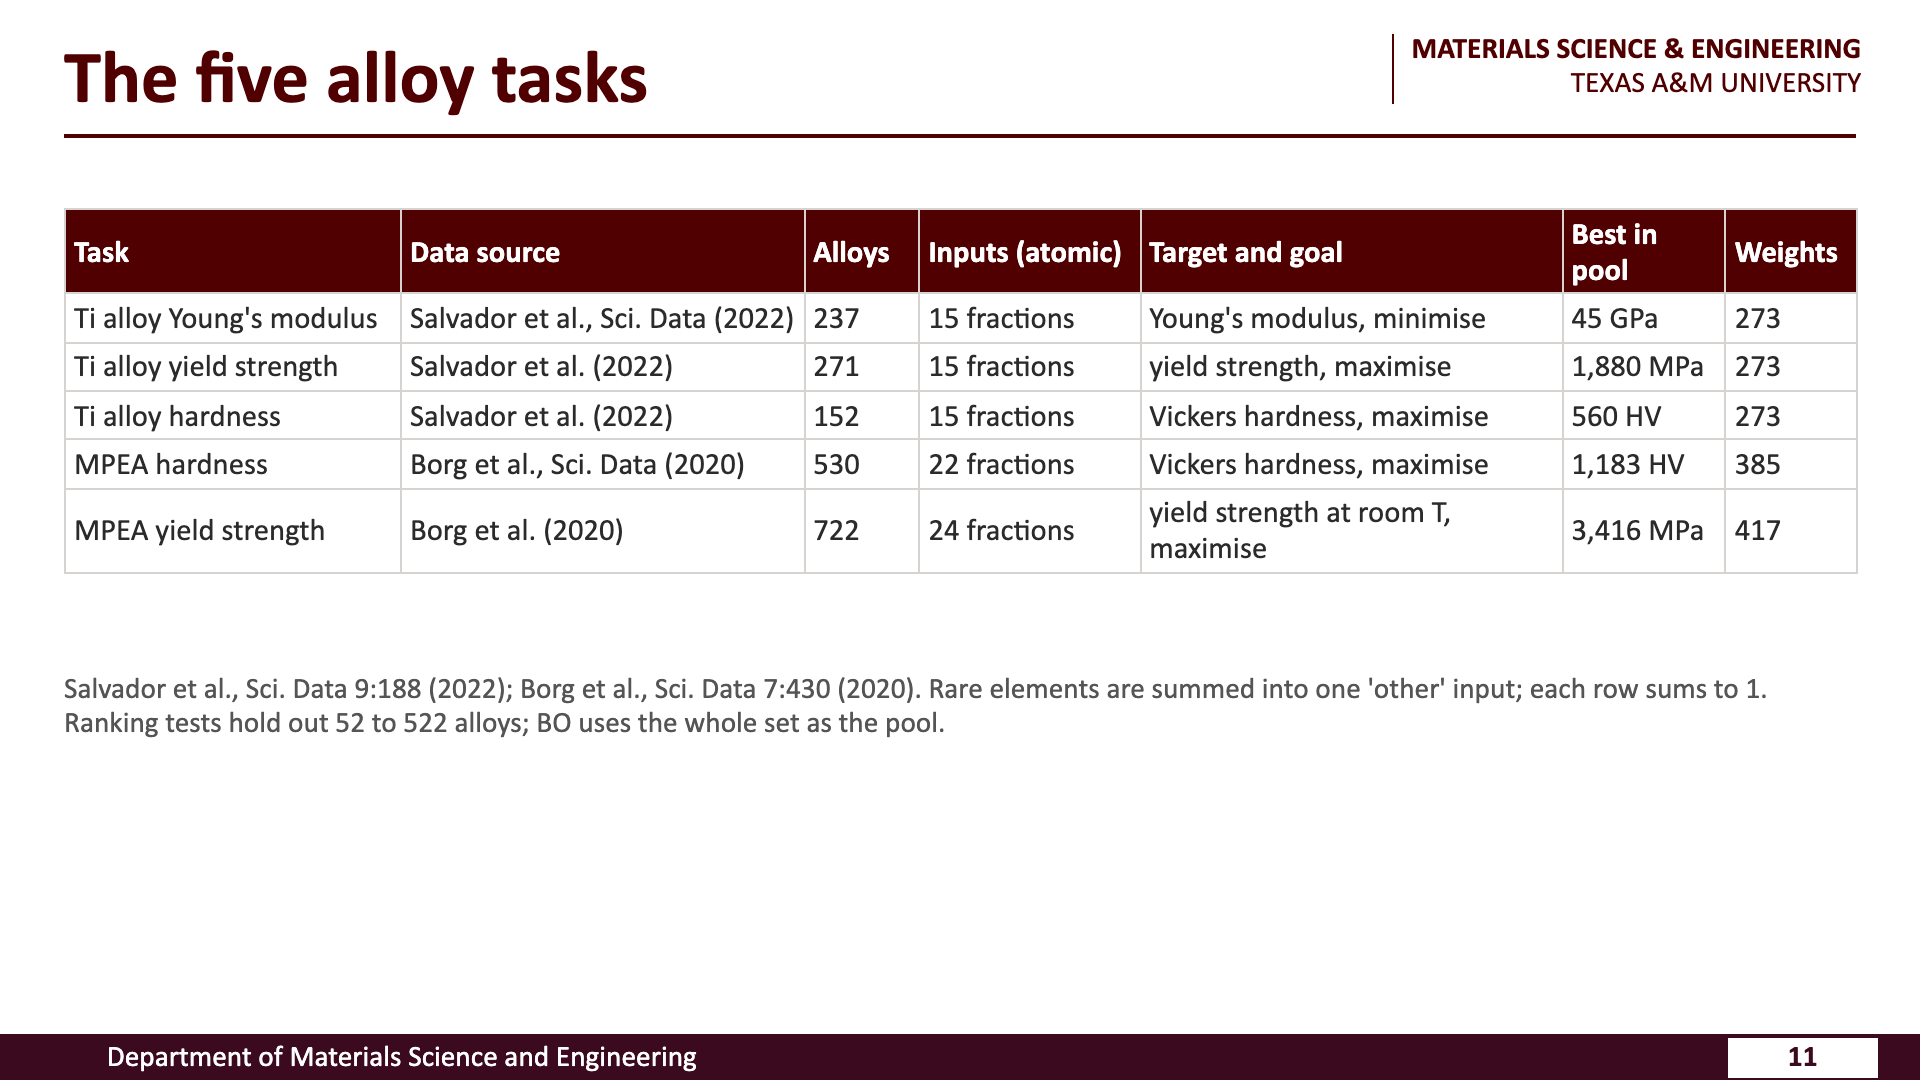 The five alloy tasks
MATERIALS SCIENCE & ENGINEERING
TEXAS A&M UNIVERSITY
Task Data source Alloys Inputs (atomic) Target and goal Best in pool Weights
Ti alloy Young's modulus Salvador et al., Sci. Data (2022) 237 15 fractions Young's modulus, minimise 45 GPa 273
Ti alloy yield strength Salvador et al. (2022) 271 15 fractions yield strength, maximise 1,880 MPa 273
Ti alloy hardness Salvador et al. (2022) 152 15 fractions Vickers hardness, maximise 560 HV 273
MPEA hardness Borg et al., Sci. Data (2020) 530 22 fractions Vickers hardness, maximise 1,183 HV 385
MPEA yield strength Borg et al. (2020) 722 24 fractions yield strength at room T, maximise 3,416 MPa 417
Salvador et al., Sci. Data 9:188 (2022); Borg et al., Sci. Data 7:430 (2020). Rare elements are summed into one 'other' input; each row sums to 1.
Ranking tests hold out 52 to 522 alloys; BO uses the whole set as the pool.
Department of Materials Science and Engineering
11